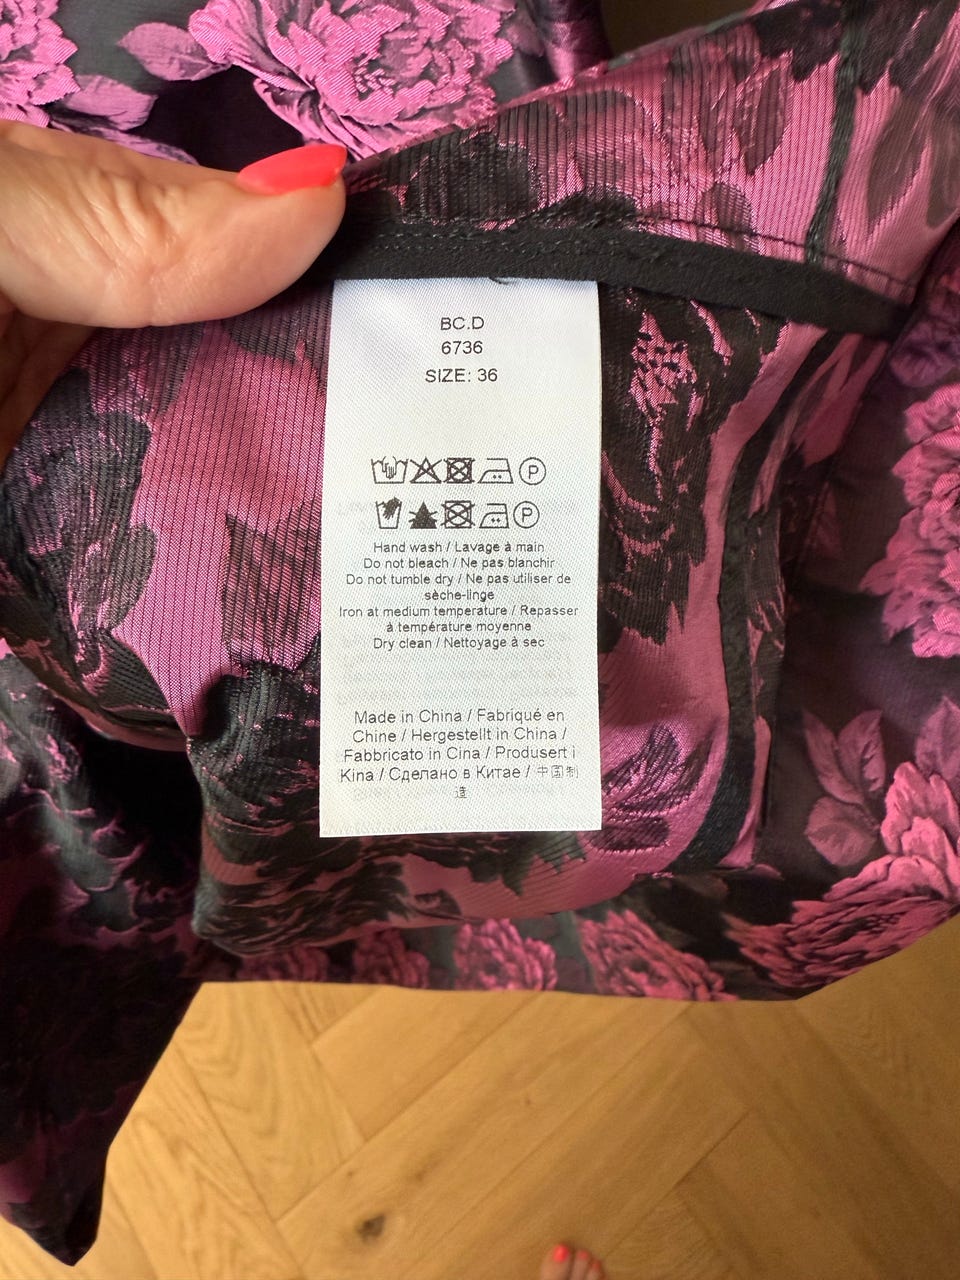 BC.D
6736
SIZE: 36
P
P
Hand wash / Lavage à main
Do not bleach / Ne pas blanchir
Do not tumble dry / Ne pas utiliser de
sèche-linge
Iron at medium temperature / Repasser
à température moyenne
Dry clean / Nettoyage à sec
Made in China / Fabriqué en
Chine / Hergestellt in China /
Fabbricato in Cina / Produsert i
Kina / Сделано в Китае / 中国制
造